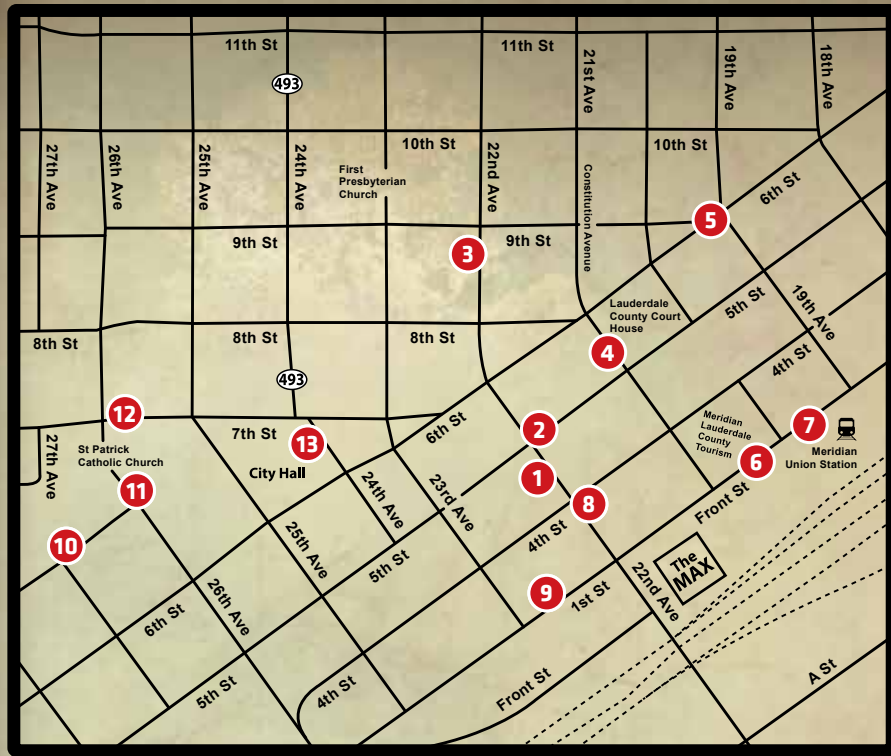 11th St
11th St
493
21st Ave
19th Ave
18th Ave
27th Ave
26th Ave
25th Ave
24th Ave
First
Presbyterian
Church
10th St
22nd Ave
10th St
Constitution Avenue
6th St
5
9th St
3
9th St
Lauderdale
County Court
House
5th St
19th Ave
8th St
8th St
8th St
4
4th St
493
12
7th St
13
6th St
2
Meridian
Lauderdale
County
Tourism
7
Meridian
Union Station
27th Ave
St Patrick
Catholic Church
City Hall
24th Ave
23rd Ave
1
6
11
8
Front St
10
25th Ave
5th St
4th St
The
MAX
26th Ave
9
1st St
22nd Ave
6th St
5th St
4th St
Front St
A St